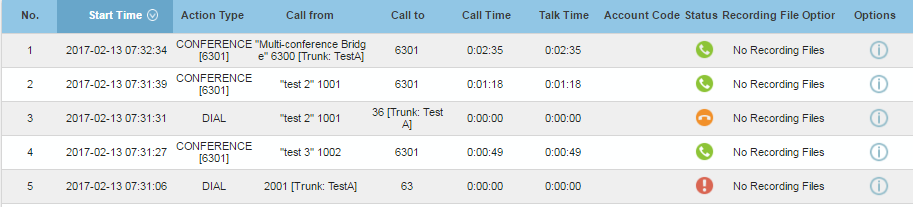 No. Start Time Action Type Call from Call to Call Time Talk Time Account Code Status Recording File Optior Options
1 2017-02-13 07:32:34 CONFERENCE [6301] "Multi-conference Bridg e" 6300 [Trunk: TestA] 6301 0:02:35 0:02:35 No Recording Files
2 2017-02-13 07:31:39 CONFERENCE [6301] "test 2" 1001 6301 0:01:18 0:01:18 No Recording Files
3 2017-02-13 07:31:31 DIAL "test 2" 1001 36 [Trunk: Test A] 0:00:00 0:00:00 No Recording Files
4 2017-02-13 07:31:27 CONFERENCE [6301] "test 3" 1002 6301 0:00:49 0:00:49 No Recording Files
5 2017-02-13 07:31:06 DIAL 2001 [Trunk: TestA] 63 0:00:00 0:00:00 No Recording Files